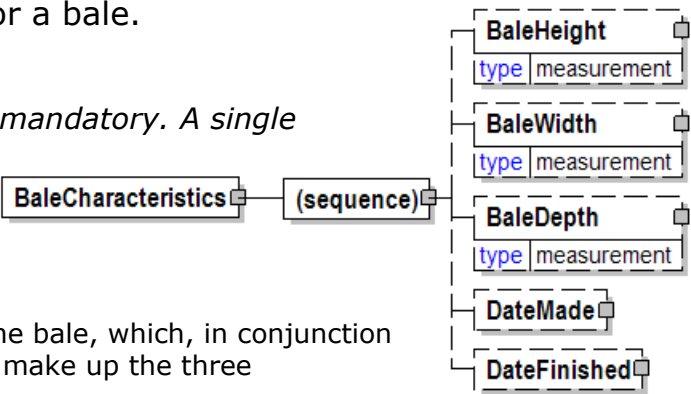 or a bale.
mandatory. A single
BaleCharacteristics
(sequence)
BaleHeight
type measurement
BaleWidth
type measurement
BaleDepth
type measurement
DateMade
DateFinished
he bale, which, in conjunction
make up the three